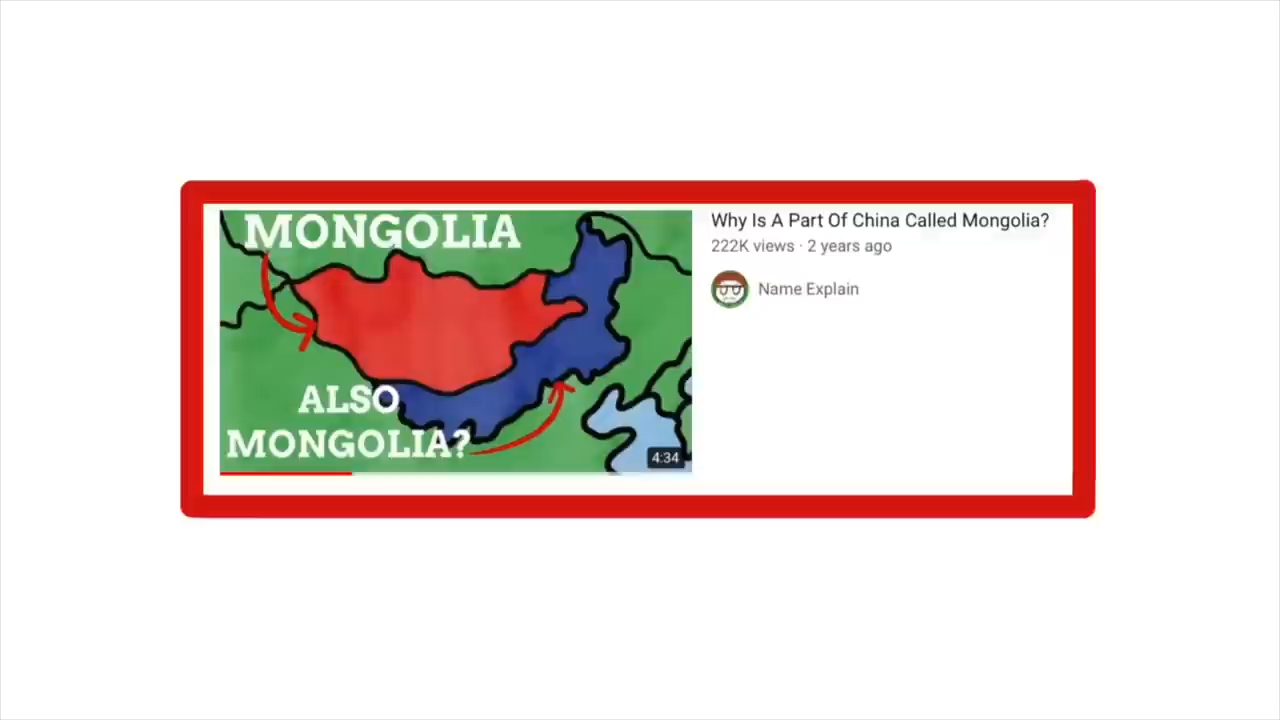 MONGOLIA
ALSO
MONGOLIA?
4:34
Why Is A Part Of China Called Mongolia?
222K views · 2 years ago
Name Explain